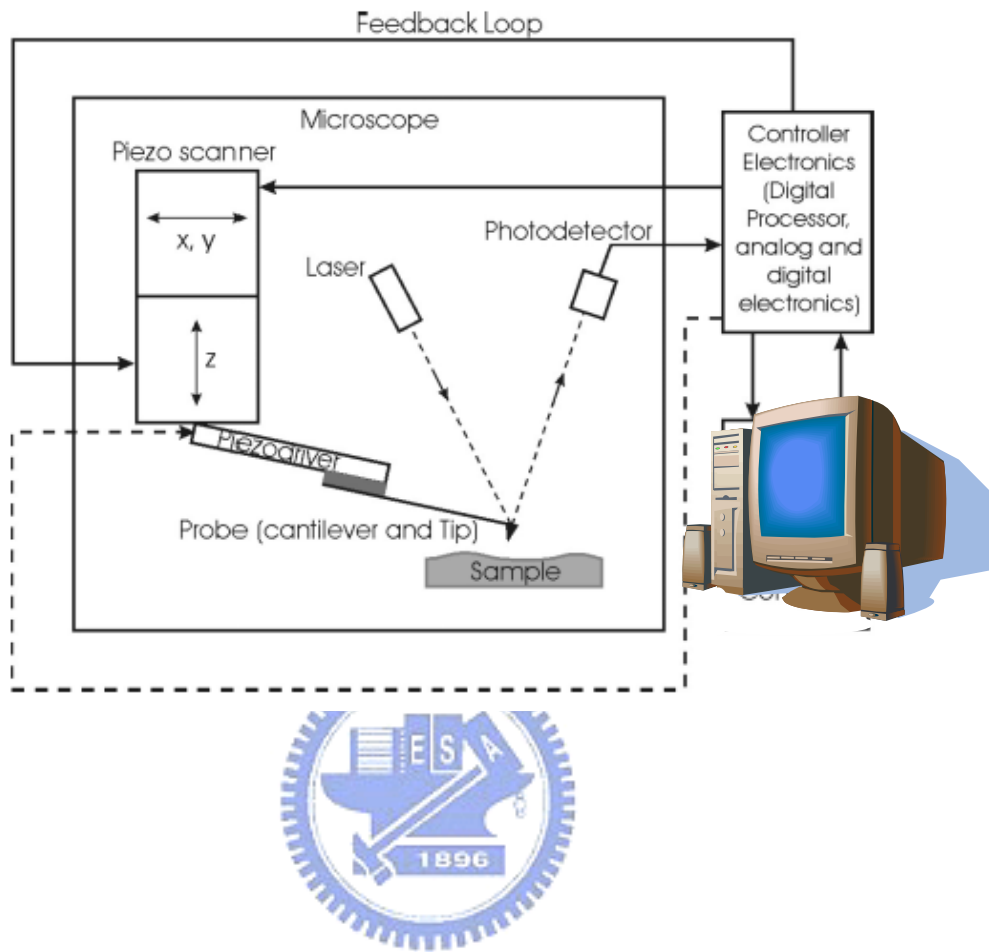 Feedback Loop
Microscope
Piezo scanner
x, y
z
Laser
Photodetector
Controller
Electronics
(Digital
Processor,
analog and
digital
electronics)
Piezodriver
Probe (cantilever and Tip)
Sample
E S A
1896